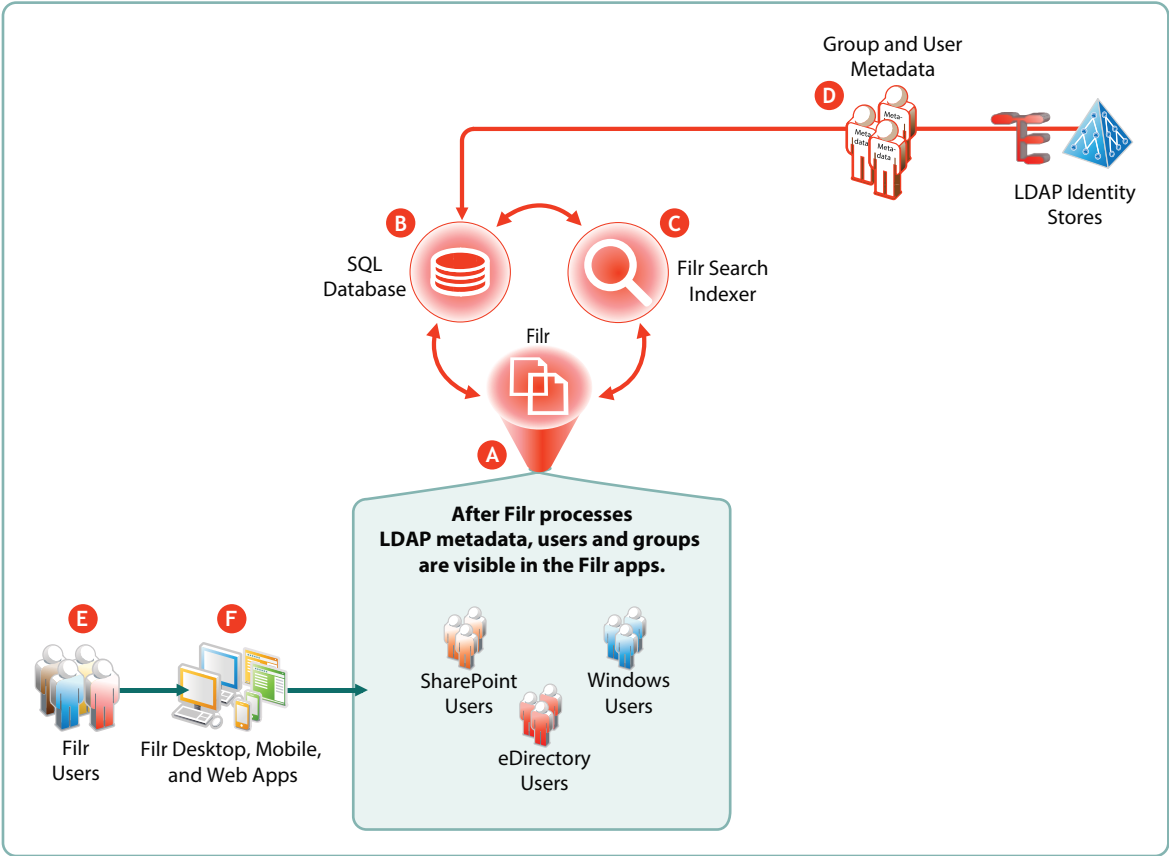 Group and User
Metadata
D
Meta-
Meta-
data
Meta-
data
LDAP Identity
Stores
B
C
SQL
Database
Filr Search
Indexer
Filr
A
After Filr processes
LDAP metadata, users and groups
are visible in the Filr apps.
E
F
SharePoint
Users
Windows
Users
eDirectory
Users
Filr
Users
Filr Desktop, Mobile,
and Web Apps